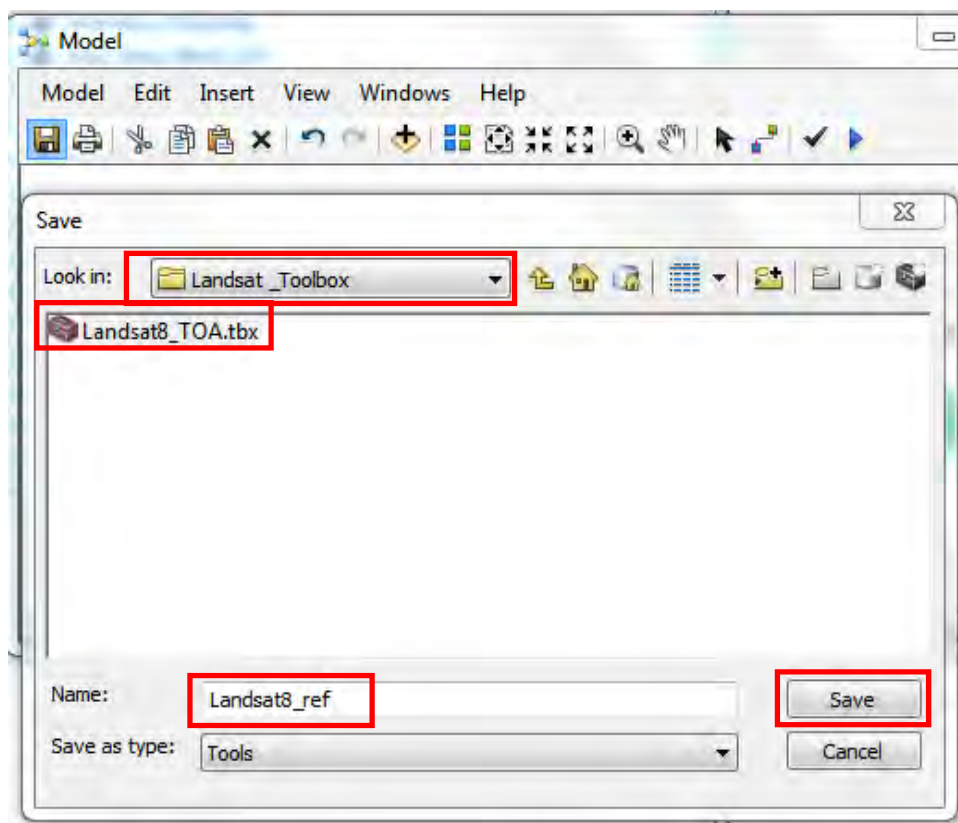 Model
Model Edit Insert View Windows Help
Save
Look in: Landsat _Toolbox
Landsat8_TOA.tbx
Name: Landsat8_ref Save
Save as type: Tools Cancel